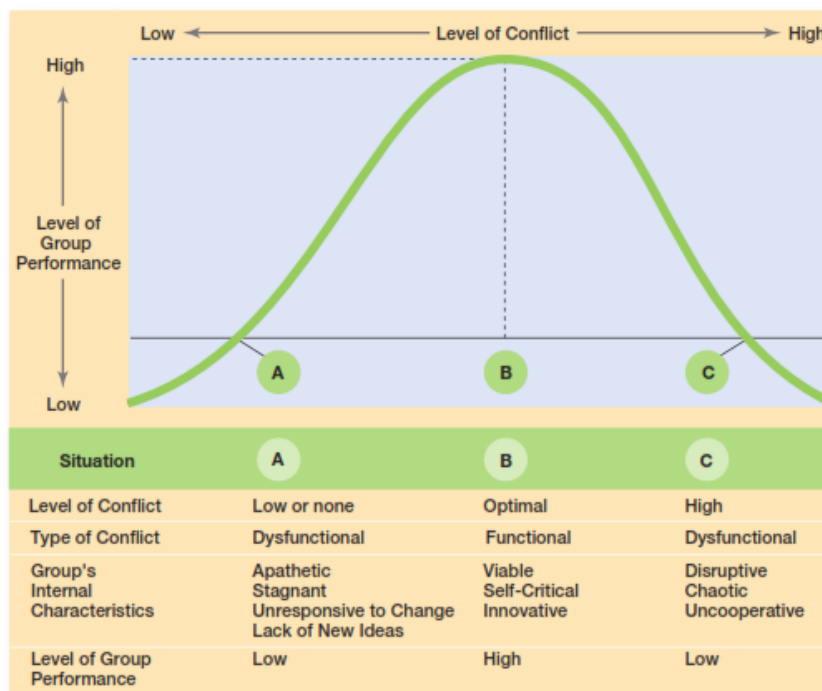 Low Level of Conflict High
High
Level of
Group
Performance
A B C
Low
Situation A B C
Level of Conflict Low or none Optimal High
Type of Conflict Dysfunctional Functional Dysfunctional
Group's Apathetic Viable Disruptive
Internal Stagnant Self-Critical Chaotic
Characteristics Unresponsive to Change Innovative Uncooperative
Lack of New Ideas
Level of Group Low High Low
Performance